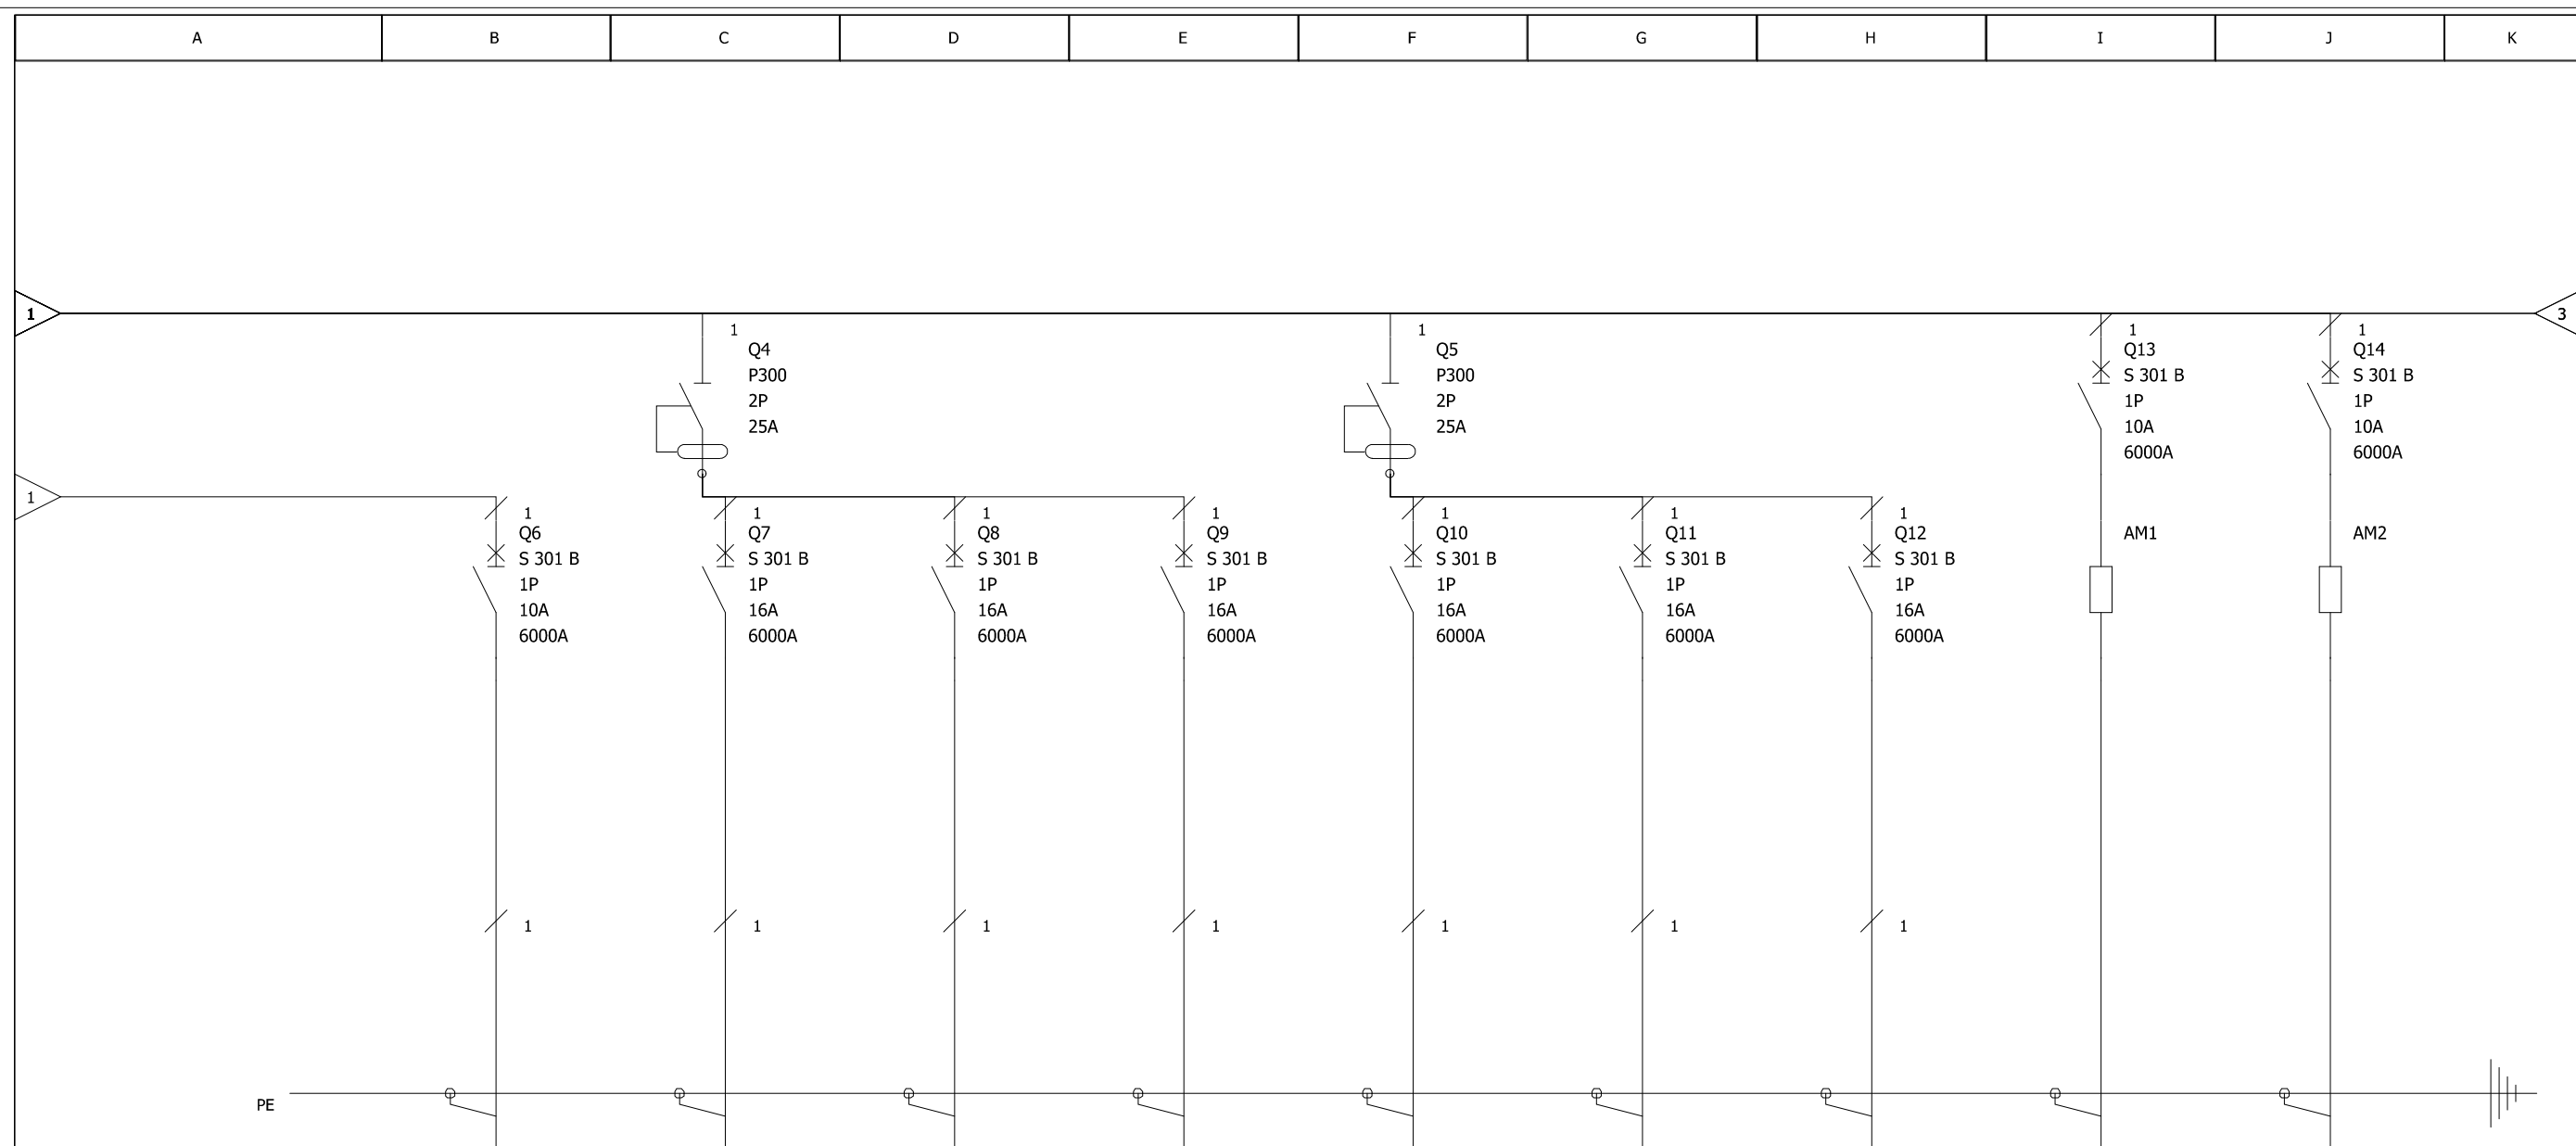 A B C D E F G H I J K
1 3
1 1 1 1
Q4 Q5 Q13 Q14
P300 P300 S 301 B S 301 B
2P 2P 1P 1P
25A 25A 10A 10A
6000A 6000A
1
1 1 1 1 1 1 1
Q6 Q7 Q8 Q9 Q10 Q11 Q12 AM1 AM2
S 301 B S 301 B S 301 B S 301 B S 301 B S 301 B S 301 B
1P 1P 1P 1P 1P 1P 1P
10A 16A 16A 16A 16A 16A 16A
6000A 6000A 6000A 6000A 6000A 6000A 6000A
1 1 1 1 1 1 1
PE